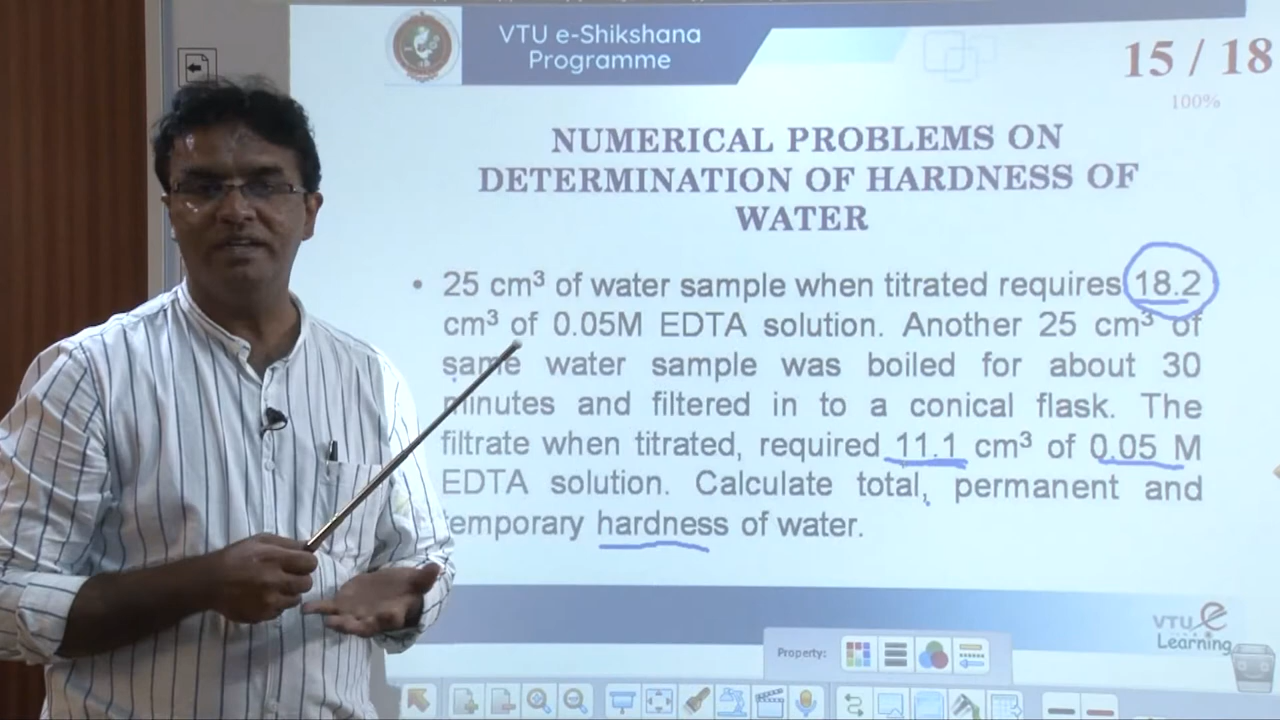 VTU e-Shikshana
Programme
15 / 18
100%
NUMERICAL PROBLEMS ON
DETERMINATION OF HARDNESS OF
WATER
• 25 cm³ of water sample when titrated requires 18.2
cm³ of 0.05M EDTA solution. Another 25 cm³ of
same water sample was boiled for about 30
minutes and filtered in to a conical flask. The
filtrate when titrated, required 11.1 cm³ of 0.05 M
EDTA solution. Calculate total, permanent and
temporary hardness of water.
VTU e
Learning
Property: